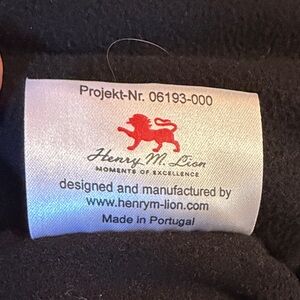 Projekt-Nr. 06193-000
Henry M. Lion
MOMENTS OF EXCELLENCE
designed and manufactured by
www.henrym-lion.com
Made in Portugal